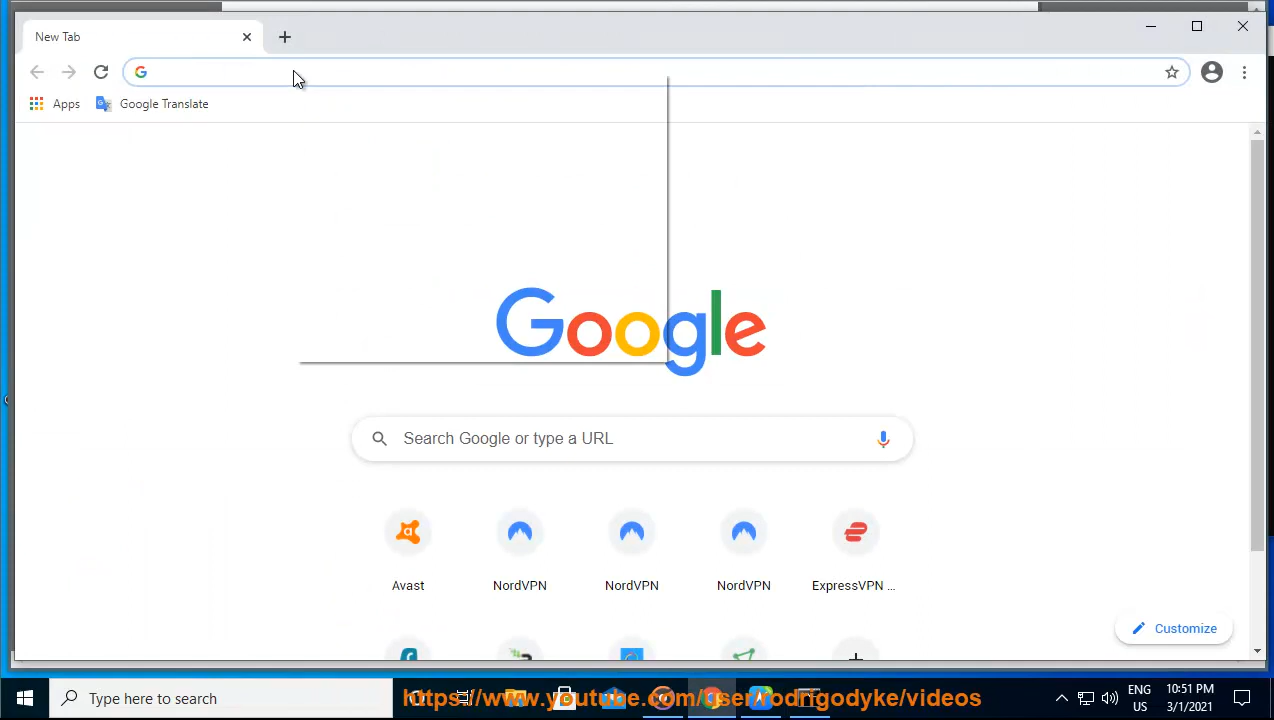 New Tab
Apps
Google Translate
Google
Search Google or type a URL
Avast
NordVPN
NordVPN
NordVPN
ExpressVPN ...
Customize
Type here to search
https://www.youtube.com/user/rodrigodyke/videos
ENG
US
10:51 PM
3/1/2021